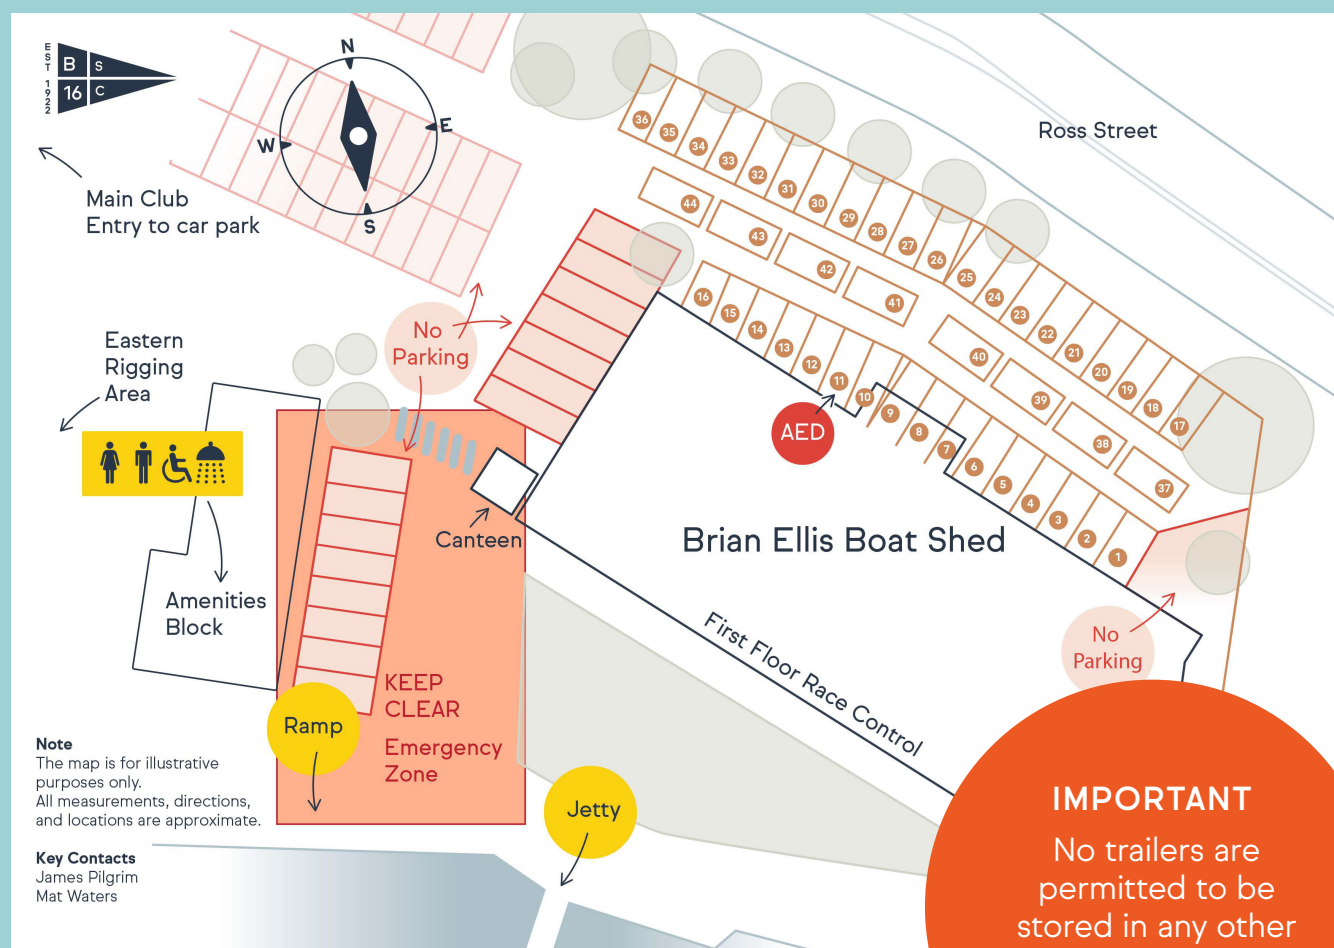 EST 1922
B S
16 C
N
E
W
S
Main Club
Entry to car park
Ross Street
36
35
34
33
32
31
30
29
28
27
26
25
24
23
22
21
20
19
18
17
44
43
42
41
40
39
38
37
16
15
14
13
12
11
10
9
8
7
6
5
4
3
2
1
No
Parking
Eastern
Rigging
Area
AED
Canteen
Brian Ellis Boat Shed
Amenities
Block
First Floor Race Control
No
Parking
KEEP
CLEAR
Emergency
Zone
Ramp
Jetty
Note
The map is for illustrative
purposes only.
All measurements, directions,
and locations are approximate.
Key Contacts
James Pilgrim
Mat Waters
IMPORTANT
No trailers are
permitted to be
stored in any other